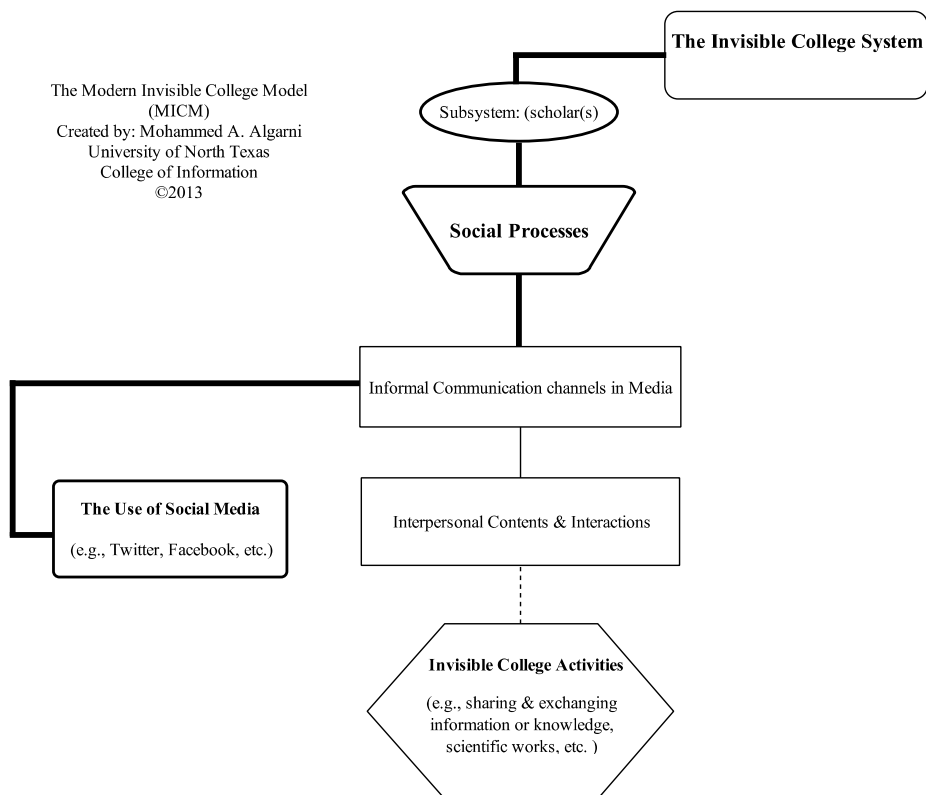 The Invisible College System
The Modern Invisible College Model
(MICM)
Created by: Mohammed A. Algarni
University of North Texas
College of Information
©2013
Subsystem: (scholar(s)
Social Processes
Informal Communication channels in Media
The Use of Social Media
(e.g., Twitter, Facebook, etc.)
Interpersonal Contents & Interactions
Invisible College Activities
(e.g., sharing & exchanging
information or knowledge,
scientific works, etc. )